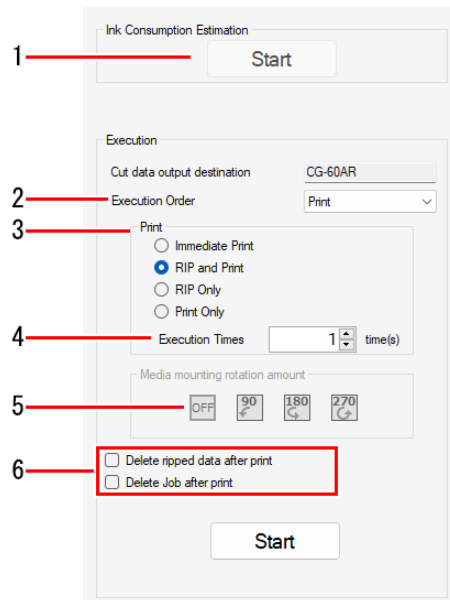 Ink Consumption Estimation
1
Start
Execution
Cut data output destination CG-60AR
2
Execution Order Print
3
Print
Immediate Print
RIP and Print
RIP Only
Print Only
4
Execution Times 1 time(s)
Media mounting rotation amount
5
OFF 90 180 270
6
Delete ripped data after print
Delete Job after print
Start